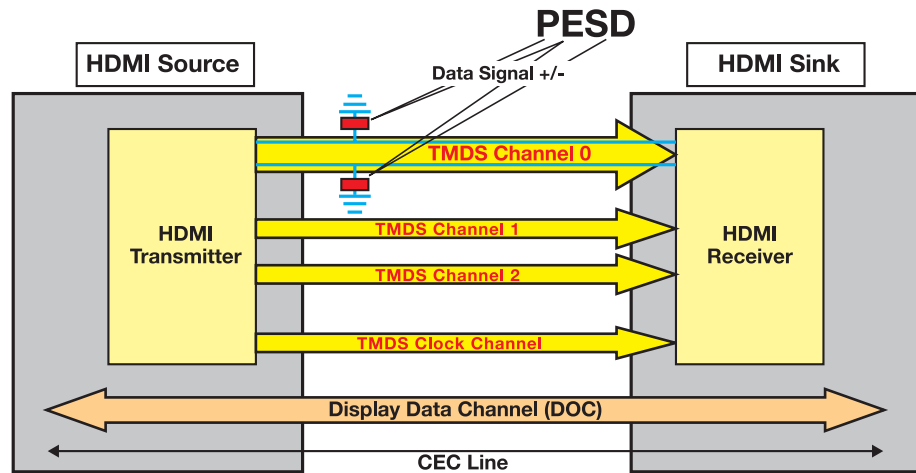 PESD
HDMI Source
Data Signal +/-
HDMI Sink
TMDS Channel 0
HDMI
Transmitter
TMDS Channel 1
TMDS Channel 2
TMDS Clock Channel
HDMI
Receiver
Display Data Channel (DOC)
CEC Line